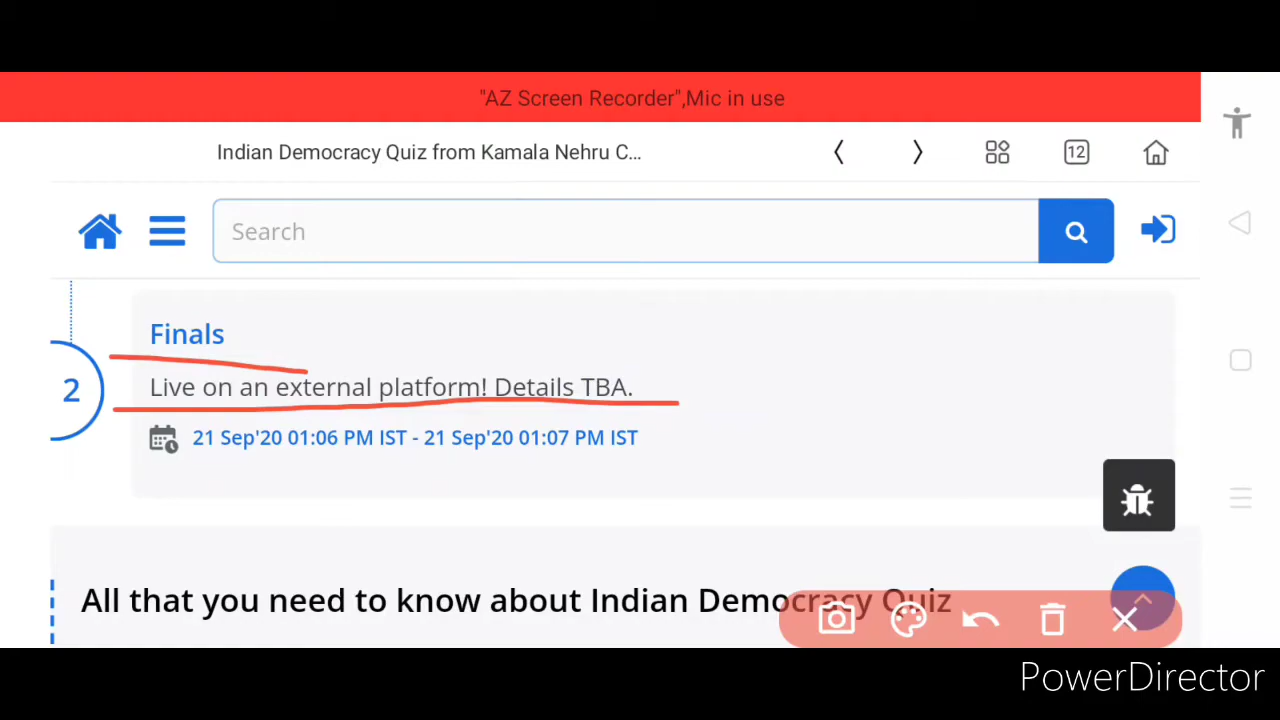 "AZ Screen Recorder",Mic in use
Indian Democracy Quiz from Kamala Nehru C...
12
Search
Finals
2
Live on an external platform! Details TBA.
21 Sep'20 01:06 PM IST - 21 Sep'20 01:07 PM IST
All that you need to know about Indian Democracy Quiz
PowerDirector